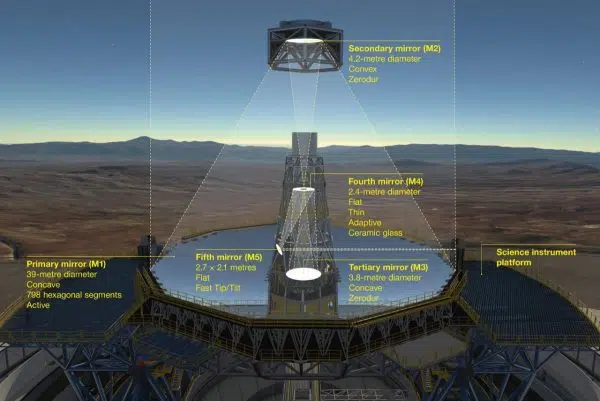 Secondary mirror (M2)
4.2-metre diameter
Convex
Zerodur
Fourth mirror (M4)
2.4-metre diameter
Flat
Thin
Adaptive
Ceramic glass
Fifth mirror (M5)
2.7 x 2.1 metres
Flat
Fast Tip/Tilt
Primary mirror (M1)
39-metre diameter
Concave
798 hexagonal segments
Active
Tertiary mirror (M3)
3.8-metre diameter
Concave
Zerodur
Science instrument
platform